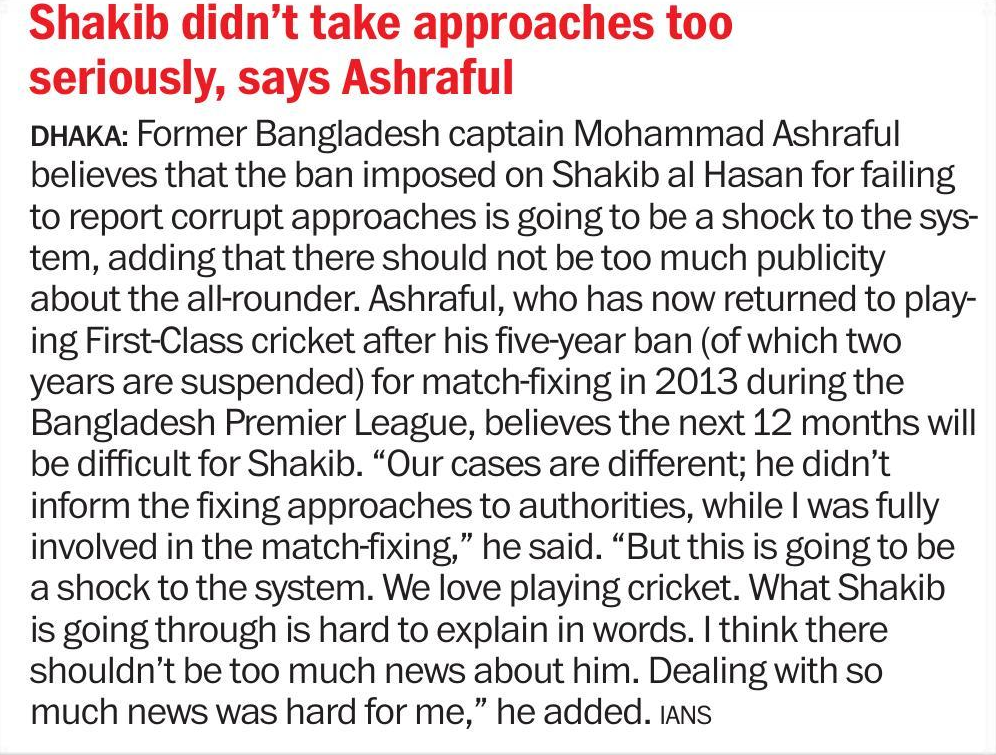 Shakib didn’t take approaches too
seriously, says Ashraful
DHAKA: Former Bangladesh captain Mohammad Ashraful
believes that the ban imposed on Shakib al Hasan for failing
to report corrupt approaches is going to be a shock to the sys-
tem, adding that there should not be too much publicity
about the all-rounder. Ashraful, who has now returned to play-
ing First-Class cricket after his five-year ban (of which two
years are suspended) for match-fixing in 2013 during the
Bangladesh Premier League, believes the next 12 months will
be difficult for Shakib. “Our cases are different; he didn’t
inform the fixing approaches to authorities, while I was fully
involved in the match-fixing,” he said. “But this is going to be
a shock to the system. We love playing cricket. What Shakib
is going through is hard to explain in words. I think there
shouldn’t be too much news about him. Dealing with so
much news was hard for me,” he added. IANS